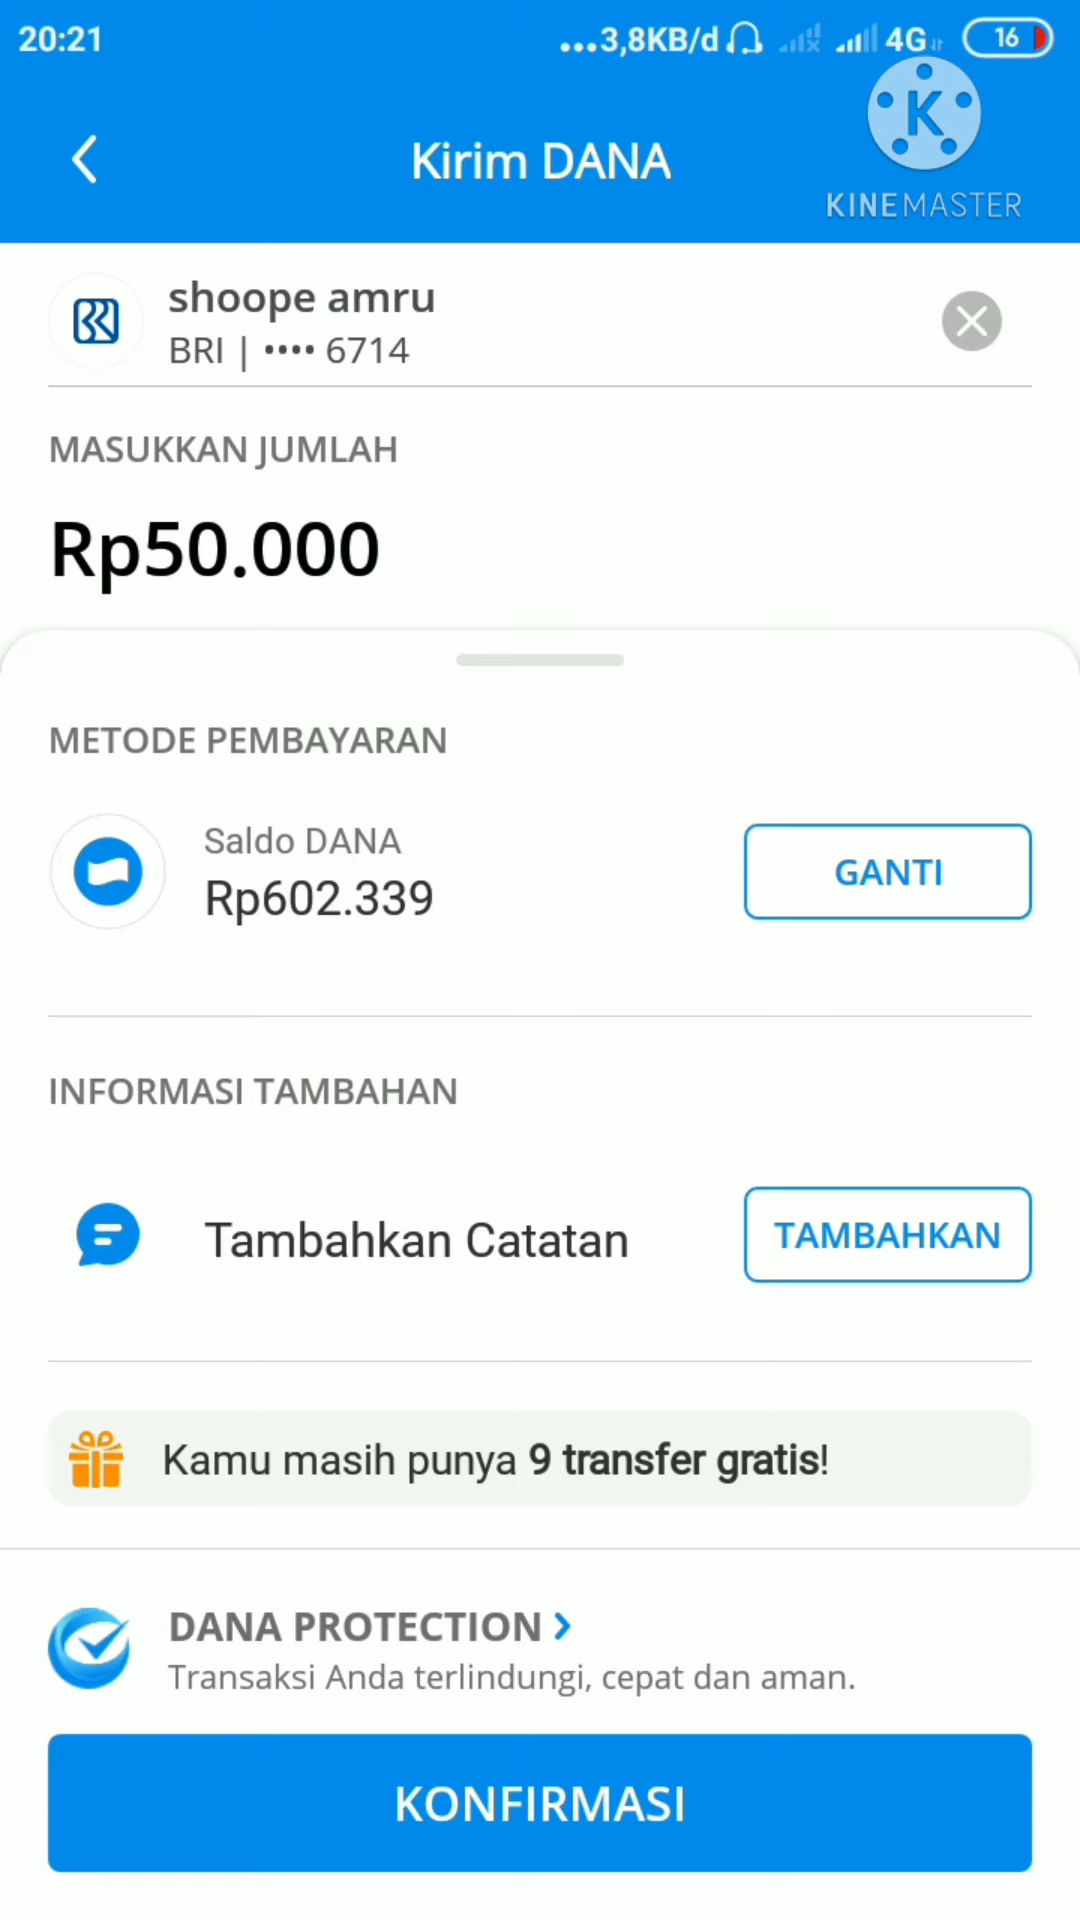 20:21
...3,8KB/d 4G 16
K
KINEMASTER
Kirim DANA
shoope amru
BRI | •••• 6714
MASUKKAN JUMLAH
Rp50.000
METODE PEMBAYARAN
Saldo DANA
Rp602.339
GANTI
INFORMASI TAMBAHAN
Tambahkan Catatan
TAMBAHKAN
Kamu masih punya 9 transfer gratis!
DANA PROTECTION
Transaksi Anda terlindungi, cepat dan aman.
KONFIRMASI